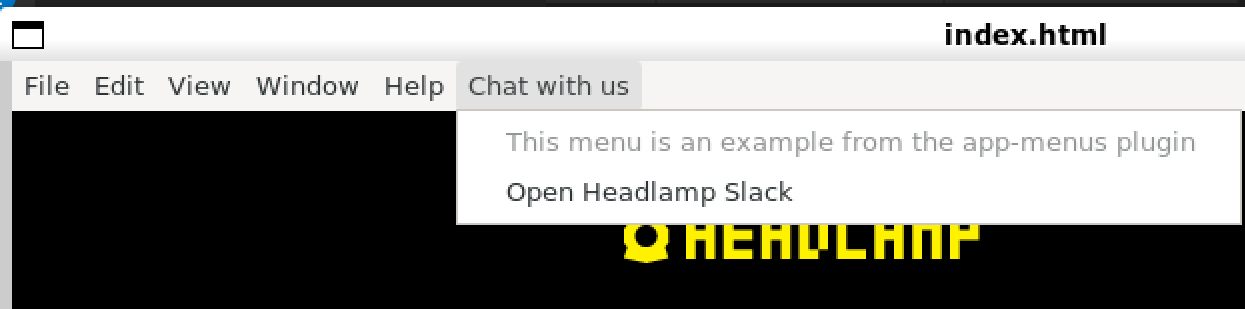 index.html
File Edit View Window Help Chat with us
This menu is an example from the app-menus plugin
Open Headlamp Slack
HEADLAMP